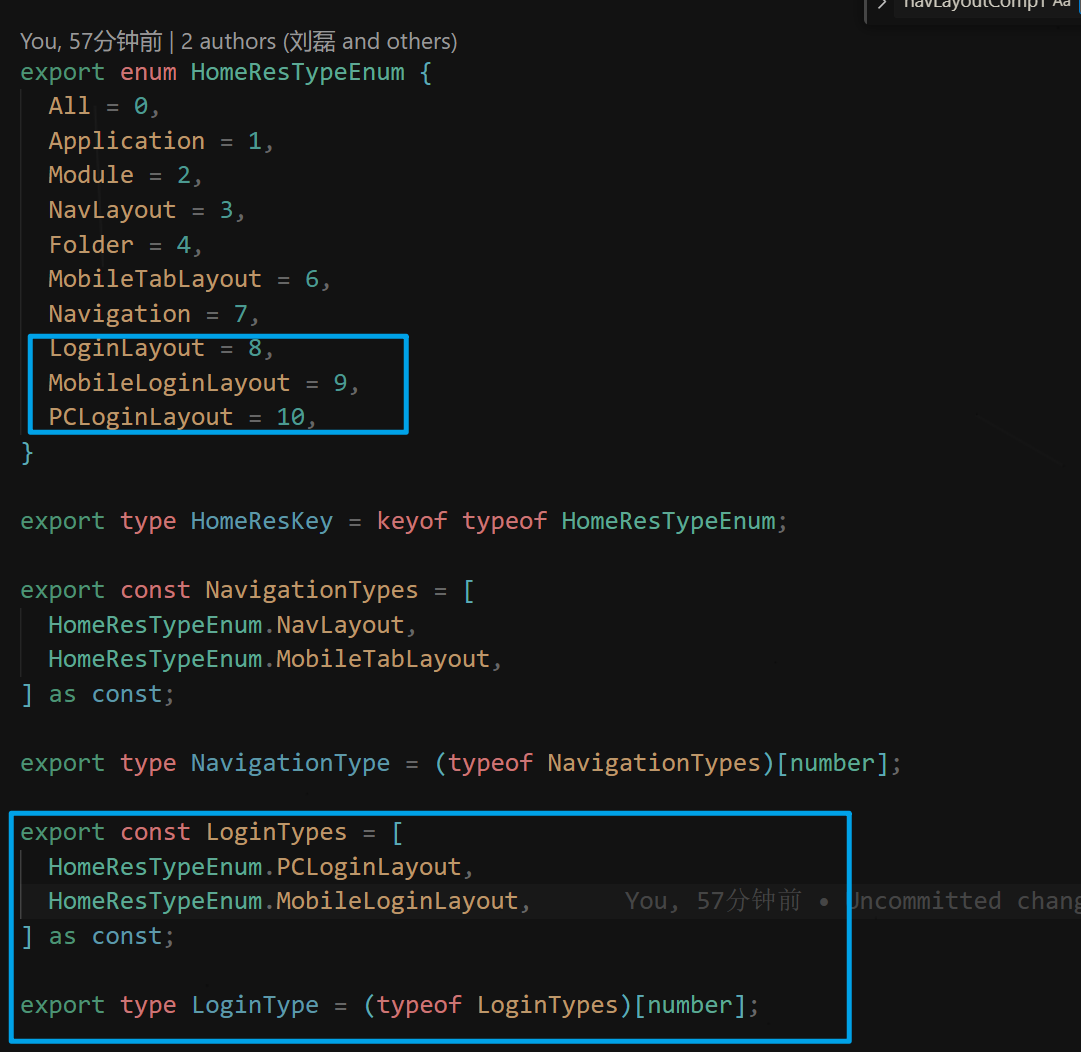 navLayoutComp Aa
You, 57分钟前 | 2 authors (刘磊 and others)
export enum HomeResTypeEnum {
  All = 0,
  Application = 1,
  Module = 2,
  NavLayout = 3,
  Folder = 4,
  MobileTabLayout = 6,
  Navigation = 7,
  LoginLayout = 8,
  MobileLoginLayout = 9,
  PCLoginLayout = 10,
}
export type HomeResKey = keyof typeof HomeResTypeEnum;
export const NavigationTypes = [
  HomeResTypeEnum.NavLayout,
  HomeResTypeEnum.MobileTabLayout,
] as const;
export type NavigationType = (typeof NavigationTypes)[number];
export const LoginTypes = [
  HomeResTypeEnum.PCLoginLayout,
  HomeResTypeEnum.MobileLoginLayout, You, 57分钟前 • Uncommitted chang
] as const;
export type LoginType = (typeof LoginTypes)[number];